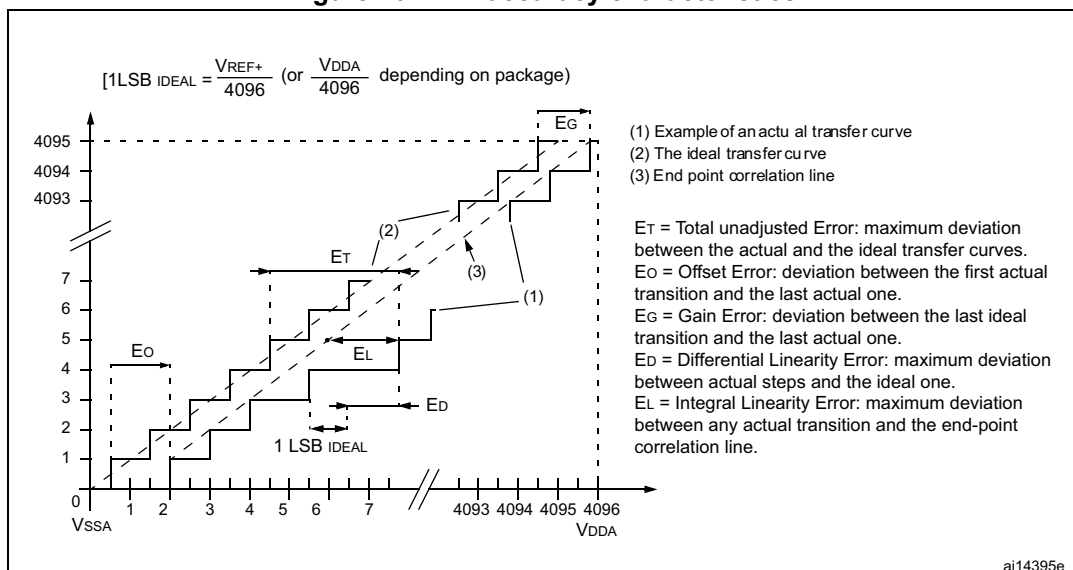 [1LSB IDEAL = VREF+ / 4096 (or VDDA / 4096 depending on package)
EG
4095
4094
4093
(1) Example of an actu al transfer curve
(2) The ideal transfer cu rve
(3) End point correlation line
(2)
ET
(3)
(1)
7
6
5
4
3
2
1
0
EO
EL
ED
1 LSB IDEAL
ET = Total unadjusted Error: maximum deviation
between the actual and the ideal transfer curves.
EO = Offset Error: deviation between the first actual
transition and the last actual one.
EG = Gain Error: deviation between the last ideal
transition and the last actual one.
ED = Differential Linearity Error: maximum deviation
between actual steps and the ideal one.
EL = Integral Linearity Error: maximum deviation
between any actual transition and the end-point
correlation line.
1 2 3 4 5 6 7 4093 4094 4095 4096
VSSA VDDA
ai14395e